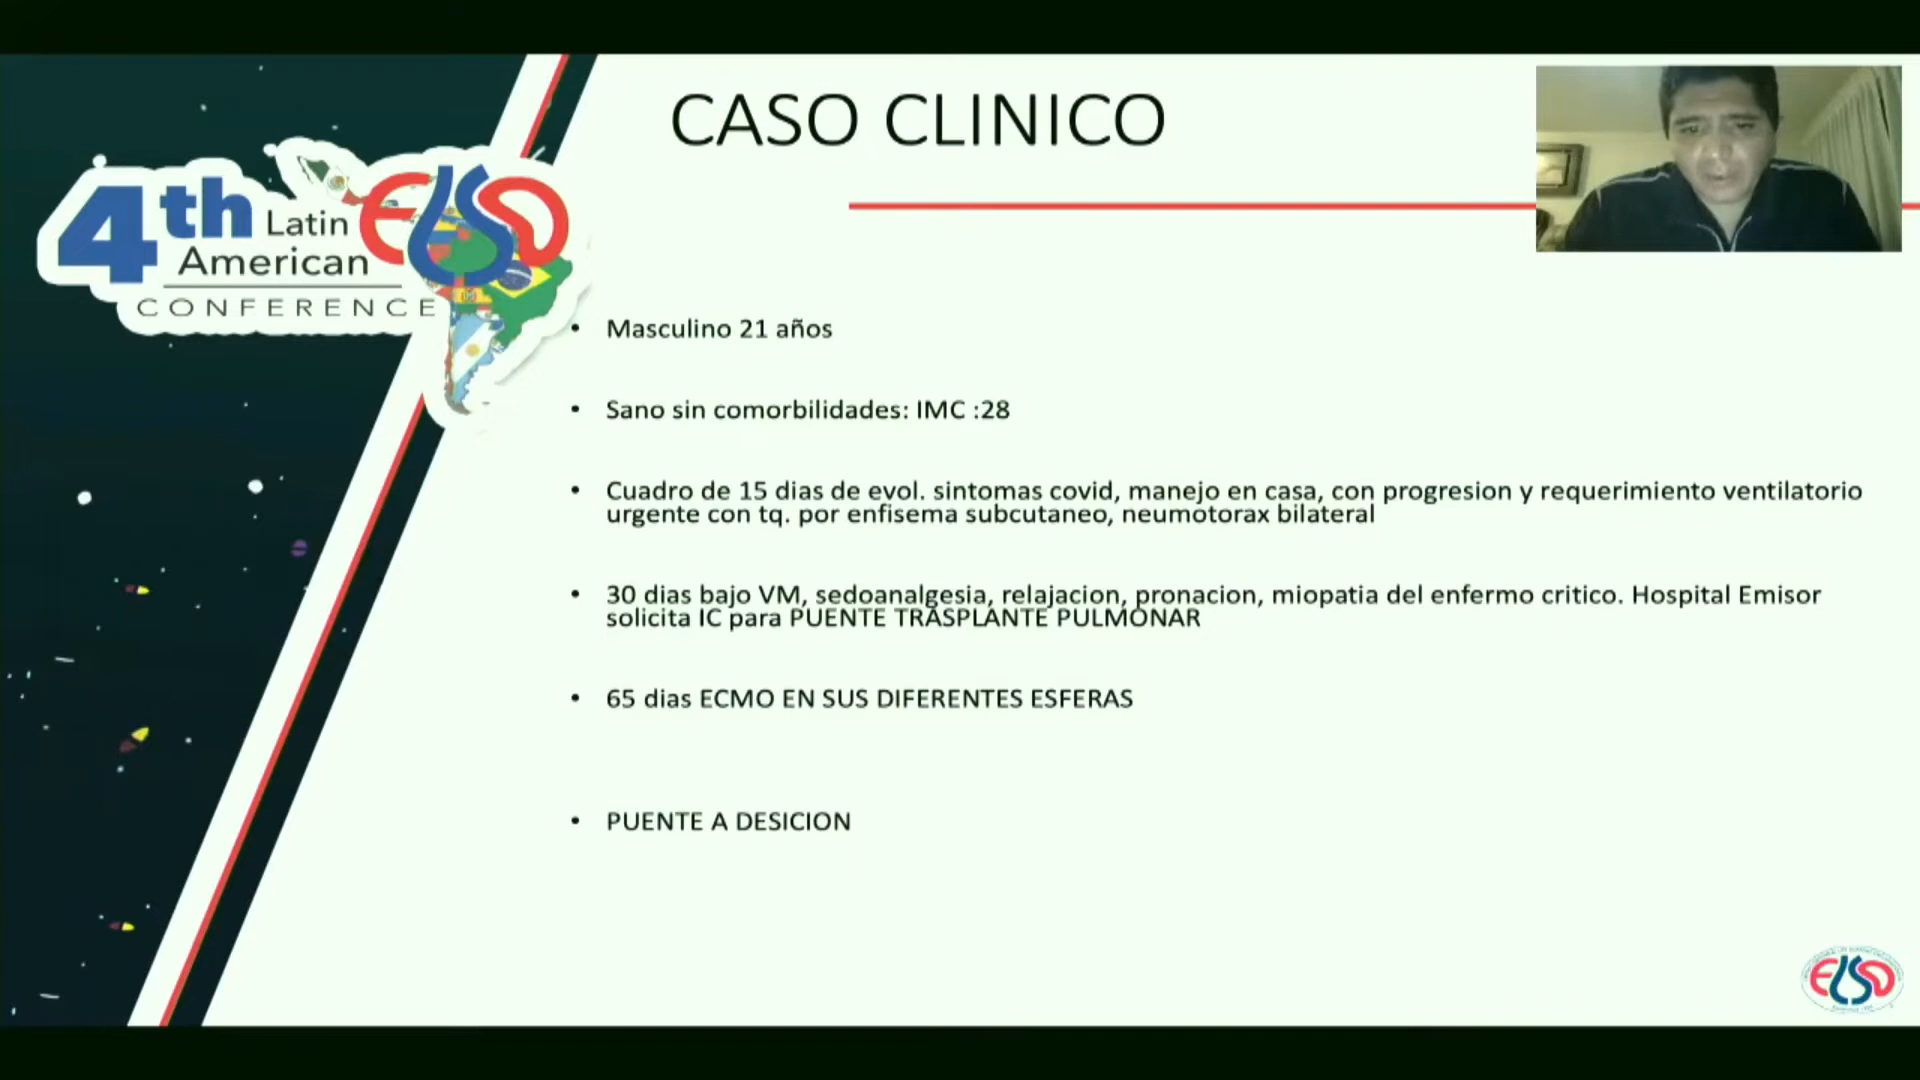 CASO CLINICO
4th Latin
American
CONFERENCE
ELSO
• Masculino 21 años
• Sano sin comorbilidades: IMC :28
• Cuadro de 15 dias de evol. sintomas covid, manejo en casa, con progresion y requerimiento ventilatorio
urgente con tq. por enfisema subcutaneo, neumotorax bilateral
• 30 dias bajo VM, sedoanalgesia, relajacion, pronacion, miopatia del enfermo critico. Hospital Emisor
solicita IC para PUENTE TRASPLANTE PULMONAR
• 65 dias ECMO EN SUS DIFERENTES ESFERAS
• PUENTE A DESICION
ELSO